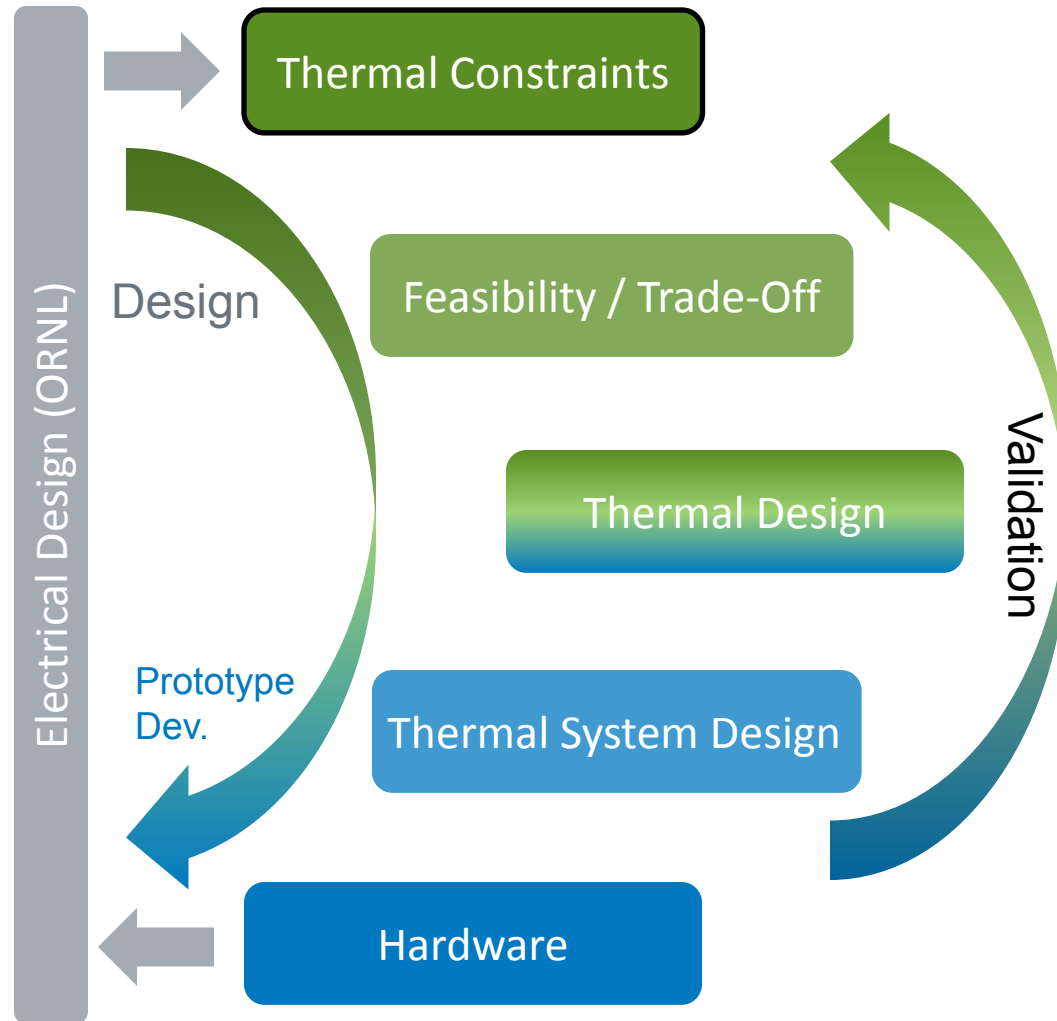 Electrical Design (ORNL)
Thermal Constraints
Design
Feasibility / Trade-Off
Thermal Design
Validation
Prototype
Dev.
Thermal System Design
Hardware